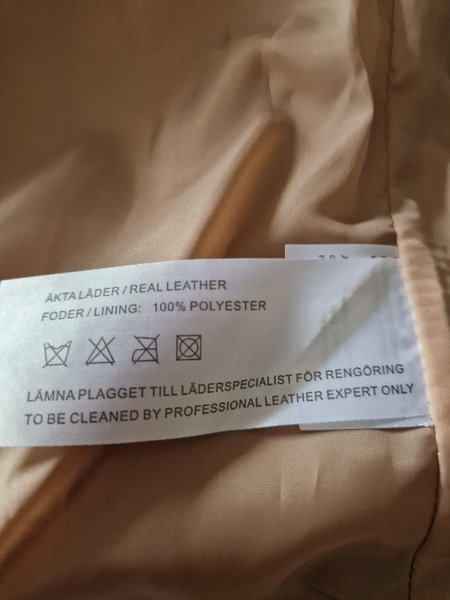 ÄKTA LÄDER / REAL LEATHER
FODER / LINING: 100% POLYESTER
LÄMNA PLAGGET TILL LÄDERSPECIALIST FÖR RENGÖRING
TO BE CLEANED BY PROFESSIONAL LEATHER EXPERT ONLY